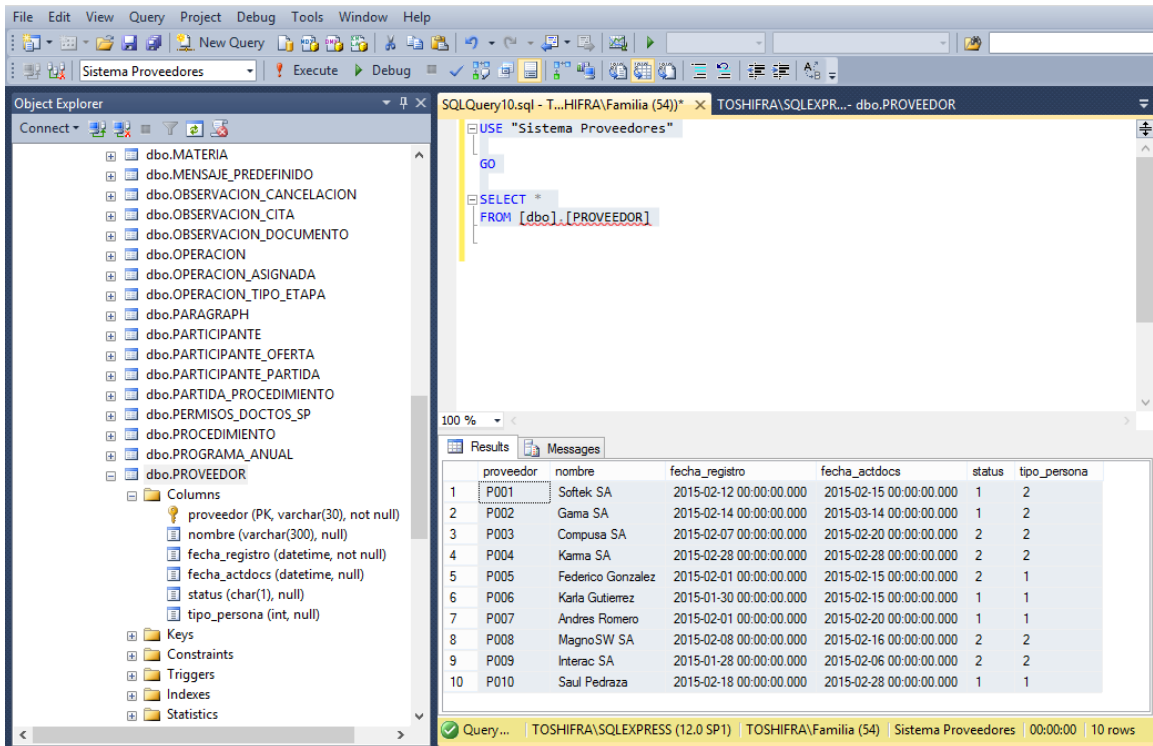 File Edit View Query Project Debug Tools Window Help
New Query
Sistema Proveedores Execute Debug
Object Explorer
Connect
dbo.MATERIA
dbo.MENSAJE_PREDEFINIDO
dbo.OBSERVACION_CANCELACION
dbo.OBSERVACION_CITA
dbo.OBSERVACION_DOCUMENTO
dbo.OPERACION
dbo.OPERACION_ASIGNADA
dbo.OPERACION_TIPO_ETAPA
dbo.PARAGRAPH
dbo.PARTICIPANTE
dbo.PARTICIPANTE_OFERTA
dbo.PARTICIPANTE_PARTIDA
dbo.PARTIDA_PROCEDIMIENTO
dbo.PERMISOS_DOCTOS_SP
dbo.PROCEDIMIENTO
dbo.PROGRAMA_ANUAL
dbo.PROVEEDOR
Columns
proveedor (PK, varchar(30), not null)
nombre (varchar(300), null)
fecha_registro (datetime, not null)
fecha_actdocs (datetime, null)
status (char(1), null)
tipo_persona (int, null)
Keys
Constraints
Triggers
Indexes
Statistics
SQLQuery10.sql - T...HIFRA\Familia (54))* TOSHIFRA\SQLEXPR...- dbo.PROVEEDOR
USE "Sistema Proveedores"
GO
SELECT *
FROM [dbo].[PROVEEDOR]
100 %
Results Messages
proveedor nombre fecha_registro fecha_actdocs status tipo_persona
1 P001 Softek SA 2015-02-12 00:00:00.000 2015-02-15 00:00:00.000 1 2
2 P002 Gama SA 2015-02-14 00:00:00.000 2015-03-14 00:00:00.000 1 2
3 P003 Compusa SA 2015-02-07 00:00:00.000 2015-02-20 00:00:00.000 2 2
4 P004 Karma SA 2015-02-28 00:00:00.000 2015-02-28 00:00:00.000 2 2
5 P005 Federico Gonzalez 2015-02-01 00:00:00.000 2015-02-15 00:00:00.000 2 1
6 P006 Karla Gutierrez 2015-01-30 00:00:00.000 2015-02-15 00:00:00.000 1 1
7 P007 Andres Romero 2015-02-01 00:00:00.000 2015-02-20 00:00:00.000 1 1
8 P008 MagnoSW SA 2015-02-08 00:00:00.000 2015-02-16 00:00:00.000 2 2
9 P009 Interac SA 2015-01-28 00:00:00.000 2015-02-06 00:00:00.000 2 2
10 P010 Saul Pedraza 2015-02-18 00:00:00.000 2015-02-28 00:00:00.000 1 1
Query... TOSHIFRA\SQLEXPRESS (12.0 SP1) TOSHIFRA\Familia (54) Sistema Proveedores 00:00:00 10 rows